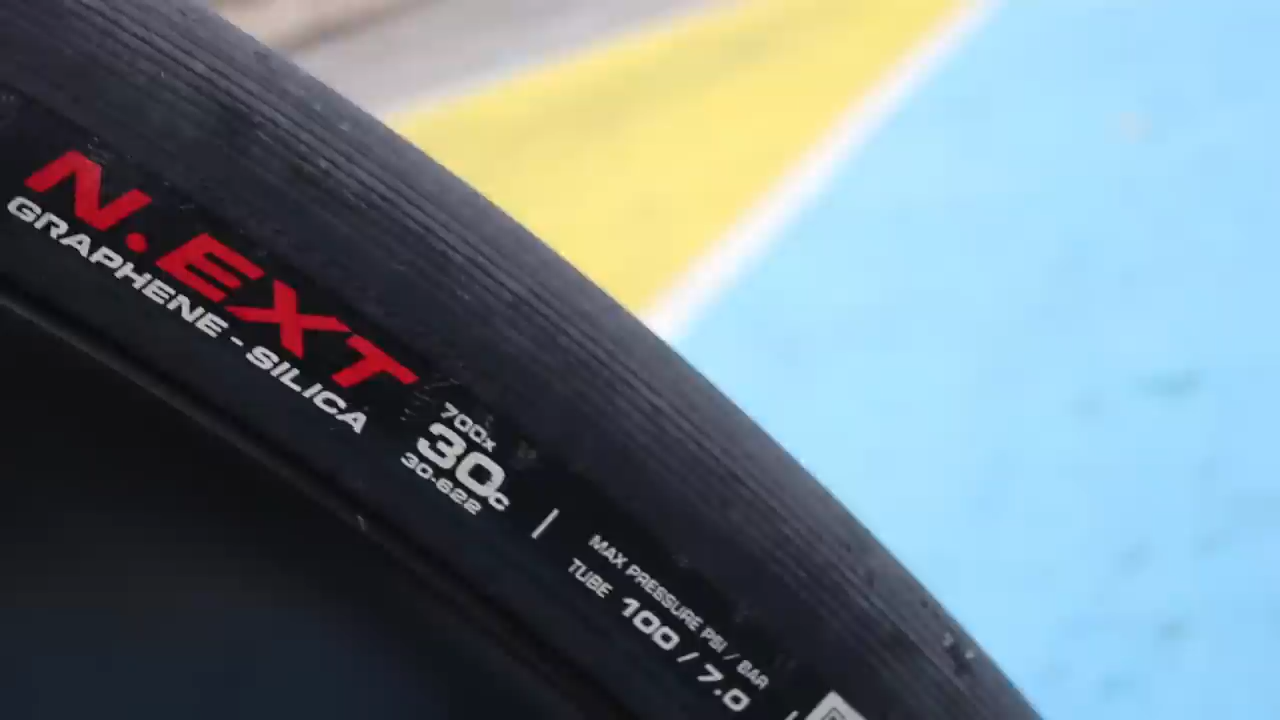 N.EXT
GRAPHENE - SILICA
700x
30c
30-622
MAX PRESSURE PSI / BAR
TUBE 100 / 7.0